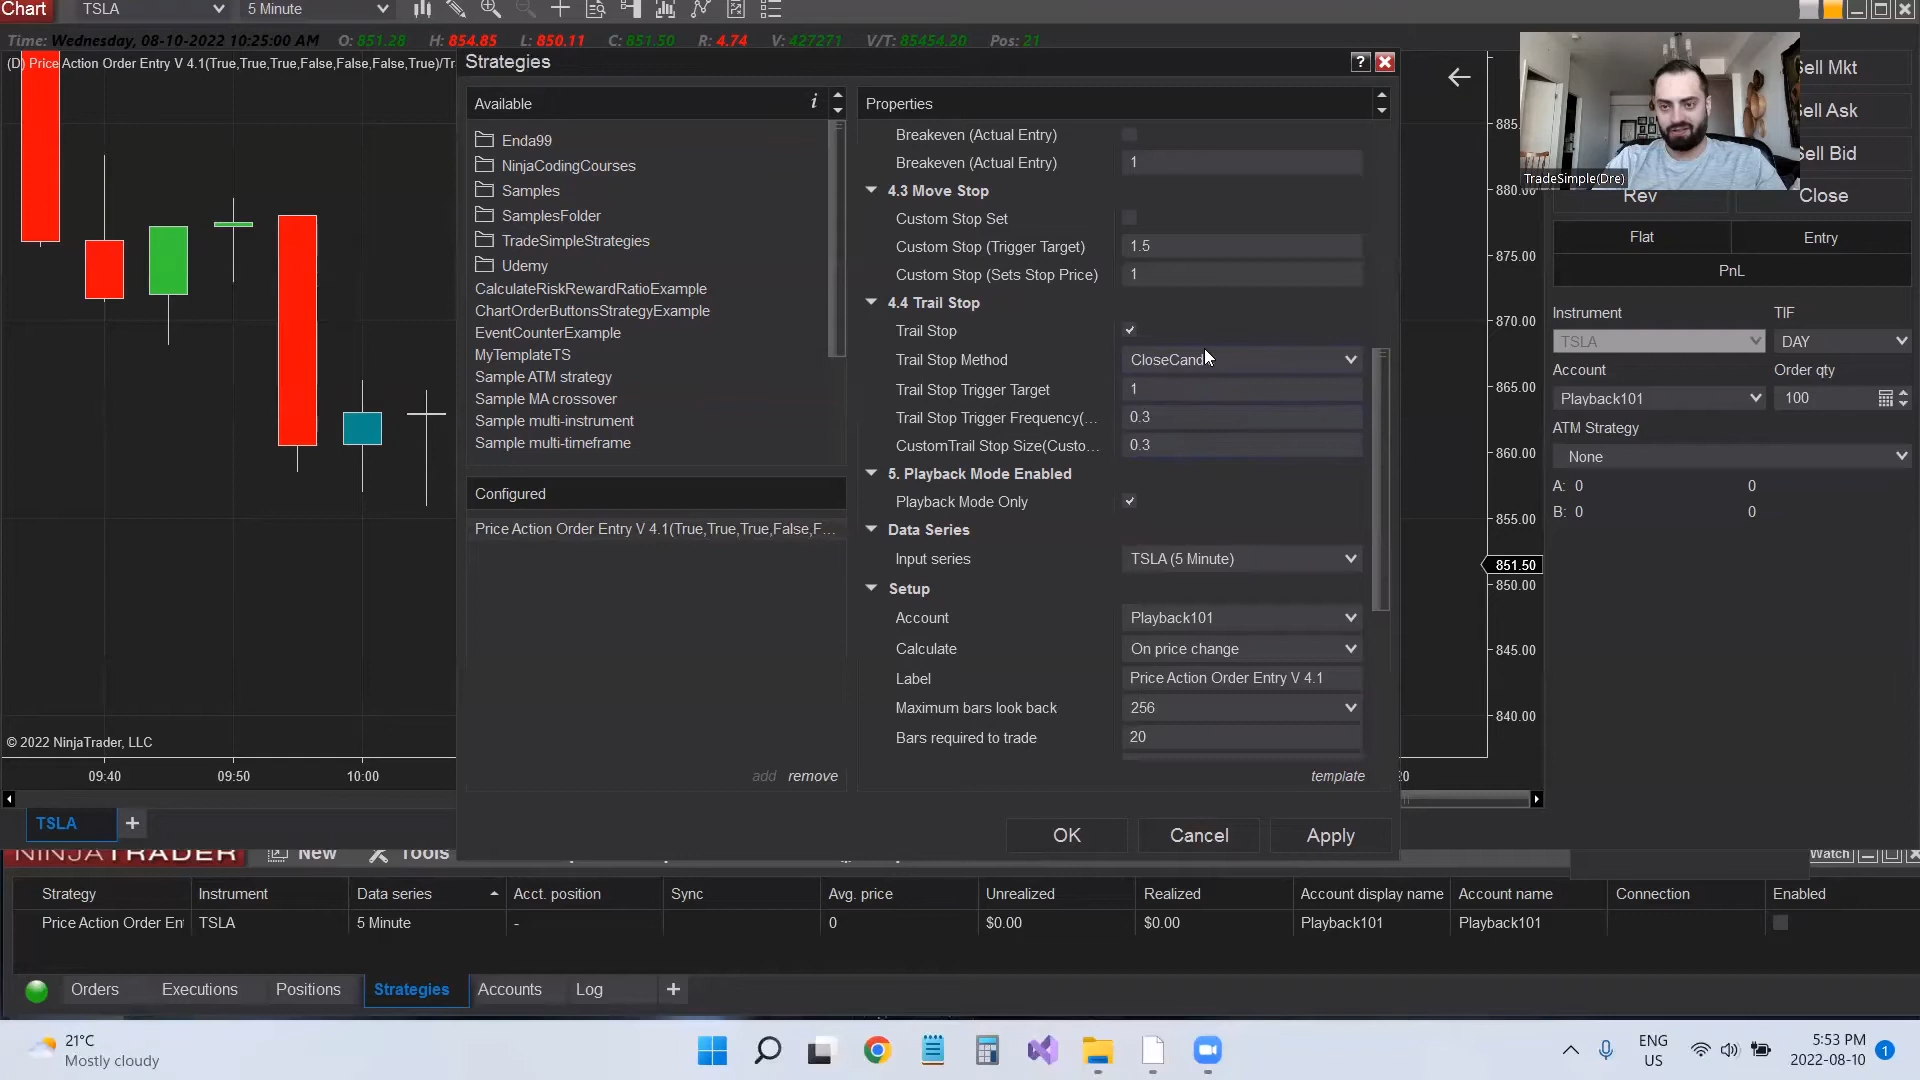 Chart
TSLA
5 Minute
Time: Wednesday, 08-10-2022 10:25:00 AM O: 851.28 H: 854.85 L: 850.11 C: 851.50 R: 4.74 V: 427271 V/T: 85454.20 Pos: 21
(D) Price Action Order Entry V 4.1(True,True,True,False,False,False,True)/Tr
Strategies
?
Available
i
Enda99
NinjaCodingCourses
Samples
SamplesFolder
TradeSimpleStrategies
Udemy
CalculateRiskRewardRatioExample
ChartOrderButtonsStrategyExample
EventCounterExample
MyTemplateTS
Sample ATM strategy
Sample MA crossover
Sample multi-instrument
Sample multi-timeframe
Configured
Price Action Order Entry V 4.1(True,True,True,False,F...
add remove
Properties
Breakeven (Actual Entry)
Breakeven (Actual Entry) 1
4.3 Move Stop
Custom Stop Set
Custom Stop (Trigger Target) 1.5
Custom Stop (Sets Stop Price) 1
4.4 Trail Stop
Trail Stop
Trail Stop Method CloseCand
Trail Stop Trigger Target 1
Trail Stop Trigger Frequency(... 0.3
CustomTrail Stop Size(Custo... 0.3
5. Playback Mode Enabled
Playback Mode Only
Data Series
Input series TSLA (5 Minute)
Setup
Account Playback101
Calculate On price change
Label Price Action Order Entry V 4.1
Maximum bars look back 256
Bars required to trade 20
template
OK Cancel Apply
885.
880.00
875.00
870.00
865.00
860.00
855.00
851.50
850.00
845.00
840.00
TradeSimple(Dre)
Sell Mkt
Sell Ask
Sell Bid
Rev Close
Flat Entry
PnL
Instrument TIF
TSLA DAY
Account Order qty
Playback101 100
ATM Strategy
None
A: 0 0
B: 0 0
© 2022 NinjaTrader, LLC
09:40 09:50 10:00 20
TSLA +
NINJATRADER New Tools Watch
Strategy Instrument Data series Acct. position Sync Avg. price Unrealized Realized Account display name Account name Connection Enabled
Price Action Order En TSLA 5 Minute - 0 $0.00 $0.00 Playback101 Playback101
Orders Executions Positions Strategies Accounts Log +
21°C
Mostly cloudy
ENG
US
5:53 PM
2022-08-10
1